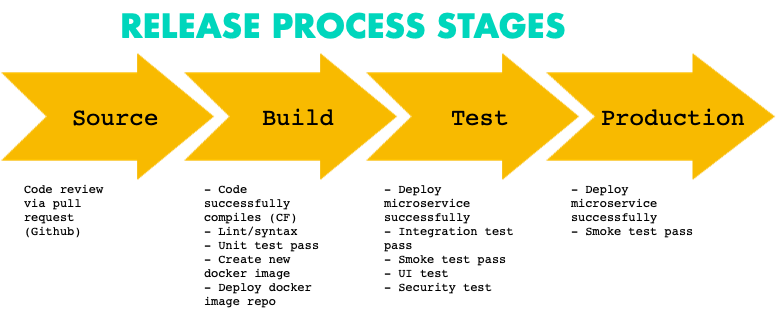 RELEASE PROCESS STAGES
Source
Build
Test
Production
Code review
via pull
request
(Github)
- Code
successfully
compiles (CF)
- Lint/syntax
- Unit test pass
- Create new
docker image
- Deploy docker
image repo
- Deploy
microservice
successfully
- Integration test
pass
- Smoke test pass
- UI test
- Security test
- Deploy
microservice
successfully
- Smoke test pass